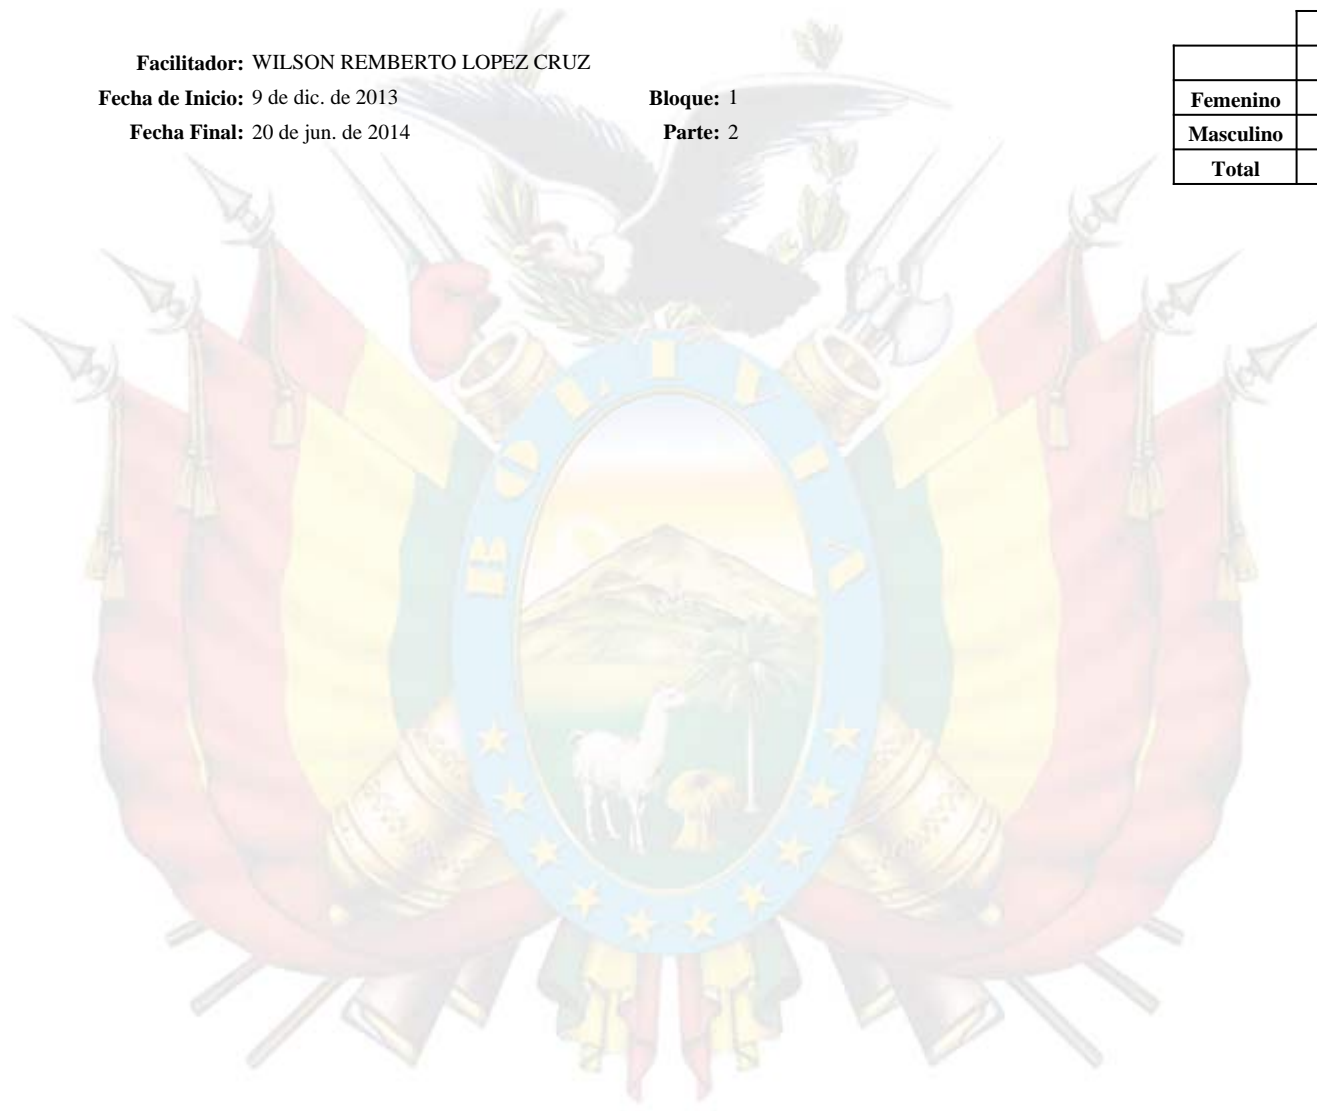 Facilitador: WILSON REMBERTO LOPEZ CRUZ
Fecha de Inicio: 9 de dic. de 2013 Bloque: 1
Fecha Final: 20 de jun. de 2014 Parte: 2
Femenino
Masculino
Total
BOLIVIA